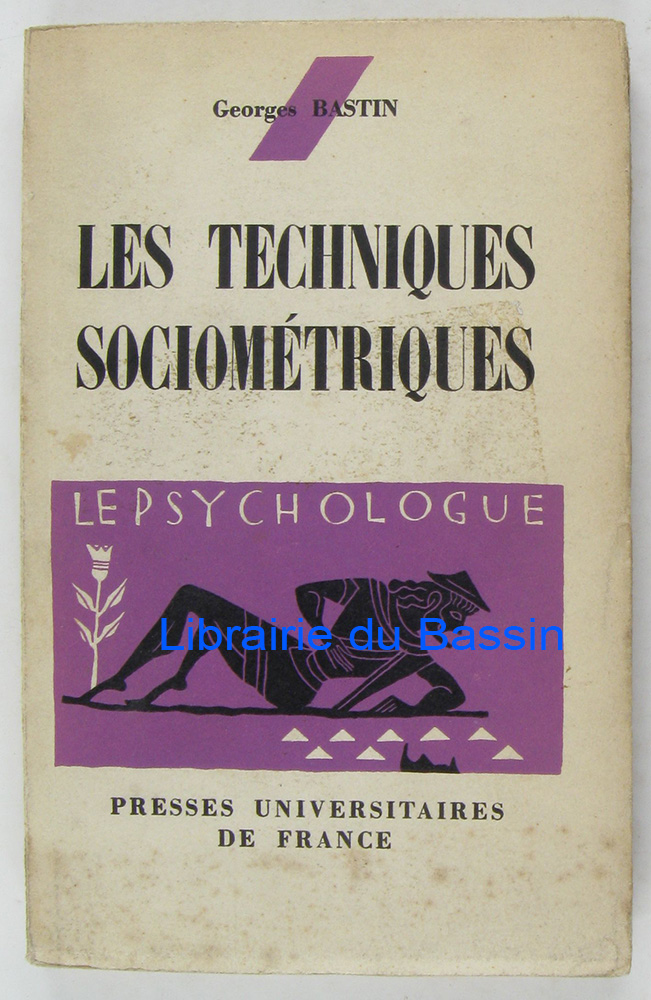 Georges BASTIN
LES TECHNIQUES
SOCIOMÉTRIQUES
LE PSYCHOLOGUE
Librairie du Bassin
PRESSES UNIVERSITAIRES
DE FRANCE